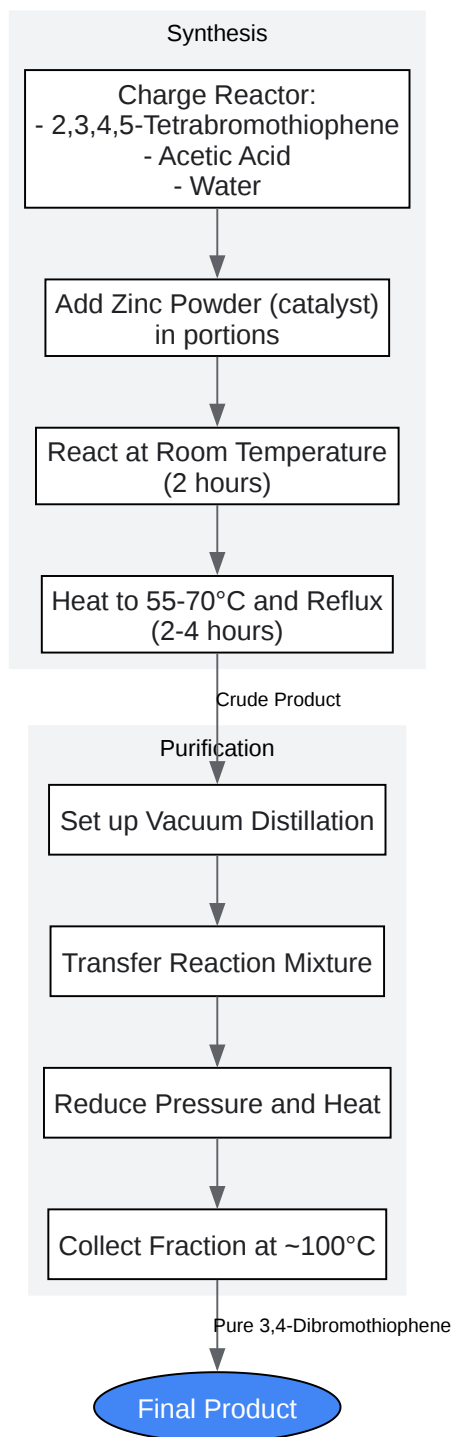 Synthesis
Charge Reactor:
- 2,3,4,5-Tetrabromothiophene
- Acetic Acid
- Water
Add Zinc Powder (catalyst)
in portions
React at Room Temperature
(2 hours)
Heat to 55-70°C and Reflux
(2-4 hours)
Crude Product
Purification
Set up Vacuum Distillation
Transfer Reaction Mixture
Reduce Pressure and Heat
Collect Fraction at ~100°C
Pure 3,4-Dibromothiophene
Final Product